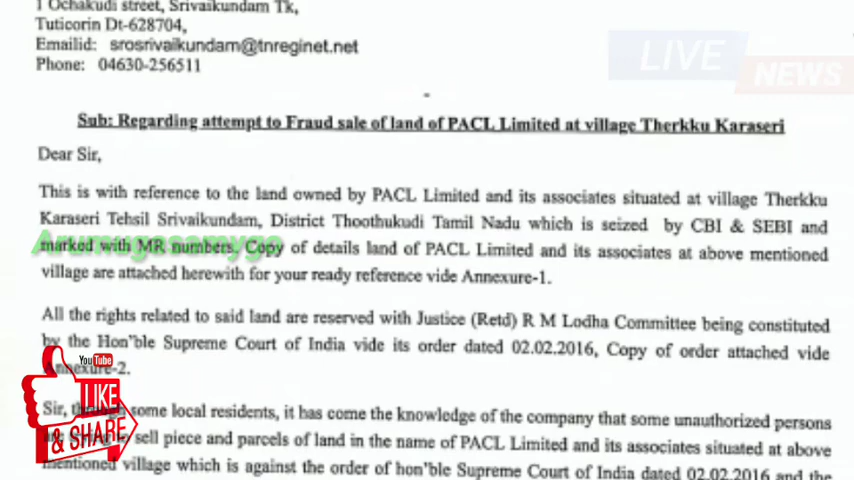 1 Ochakudi street, Srivaikundam Tk,
Tuticorin Dt-628704,
Emailid: srosrivaikundam@tnreginet.net
Phone: 04630-256511
LIVE
NEWS
Sub: Regarding attempt to Fraud sale of land of PACL Limited at village Therkku Karaseri
Dear Sir,
This is with reference to the land owned by PACL Limited and its associates situated at village Therkku
Karaseri Tehsil Srivaikundam, District Thoothukudi Tamil Nadu which is seized by CBI & SEBI and
marked with MR numbers. Copy of details land of PACL Limited and its associates at above mentioned
village are attached herewith for your ready reference vide Annexure-1.
All the rights related to said land are reserved with Justice (Retd) R M Lodha Committee being constituted
by the Hon'ble Supreme Court of India vide its order dated 02.02.2016, Copy of order attached vide
Annexure-2.
YouTube
LIKE
& SHARE
Sir, through some local residents, it has come the knowledge of the company that some unauthorized persons
to sell piece and parcels of land in the name of PACL Limited and its associates situated at above
mentioned village which is against the order of hon'ble Supreme Court of India dated 02.02.2016 and the